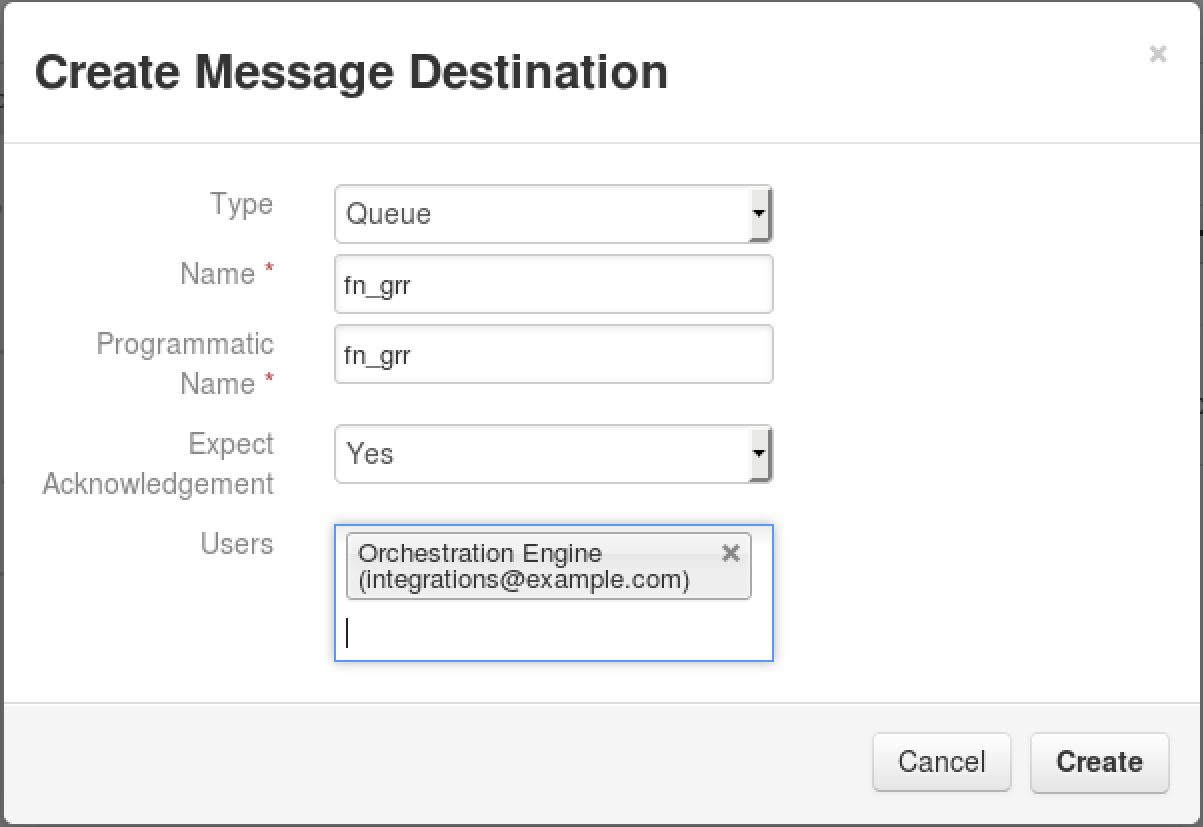 Create Message Destination
×
Type
Queue
Name *
fn_grr
Programmatic
Name *
fn_grr
Expect
Acknowledgement
Yes
Users
Orchestration Engine
(integrations@example.com)
×
Cancel
Create